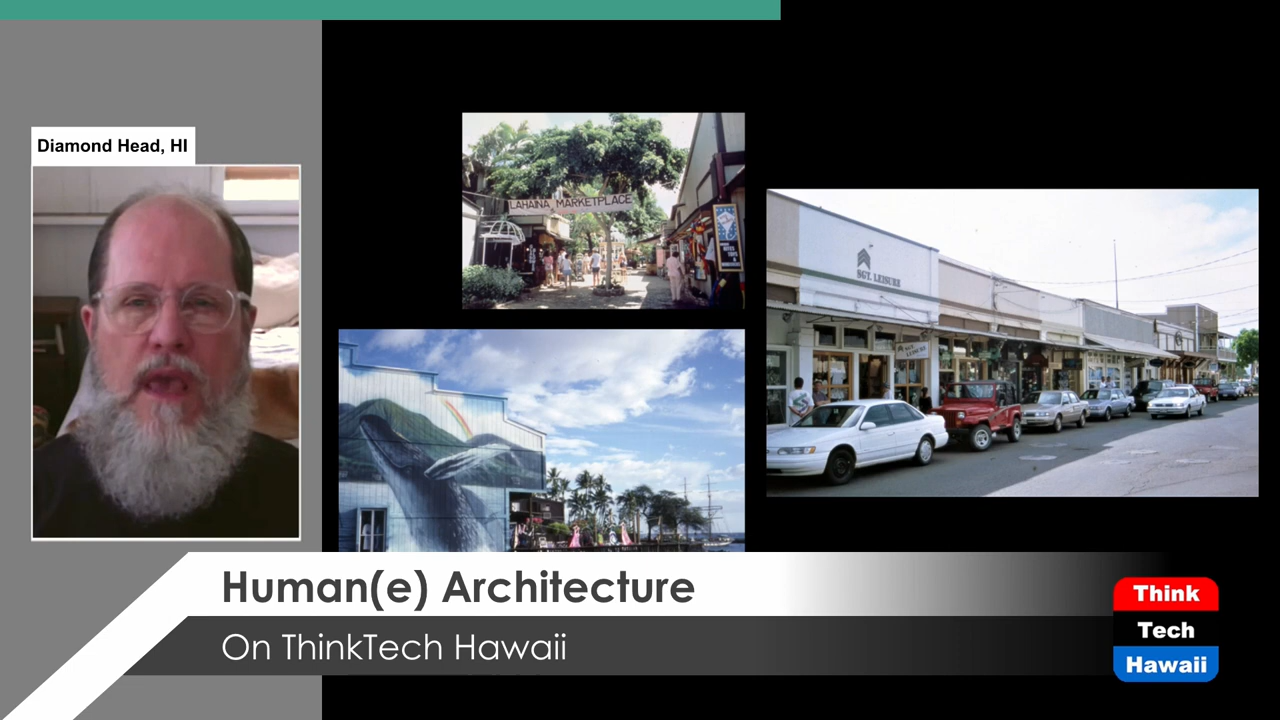 Diamond Head, HI
LAHAINA MARKETPLACE
SGT. LEISURE
Human(e) Architecture
On ThinkTech Hawaii
Think
Tech
Hawaii